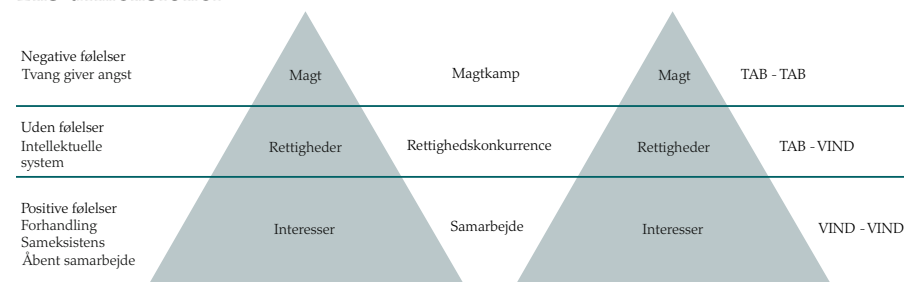 Negative følelser
Tvang giver angst
Magt
Magtkamp
Magt
TAB - TAB
Uden følelser
Intellektuelle
system
Rettigheder
Rettighedskonkurrence
Rettigheder
TAB - VIND
Positive følelser
Forhandling
Sameksistens
Åbent samarbejde
Interesser
Samarbejde
Interesser
VIND - VIND